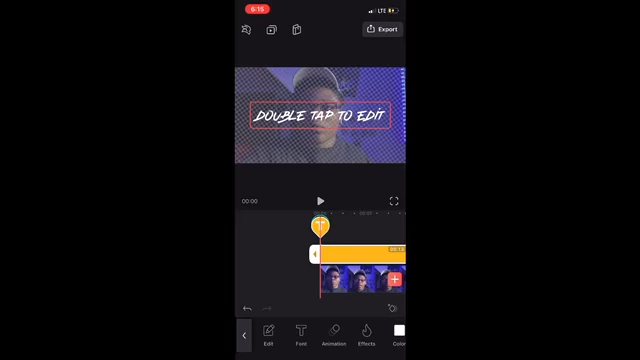 6:15
LTE
Export
DOUBLE TAP TO EDIT
00:00
T
Edit
Font
Animation
Effects
Color